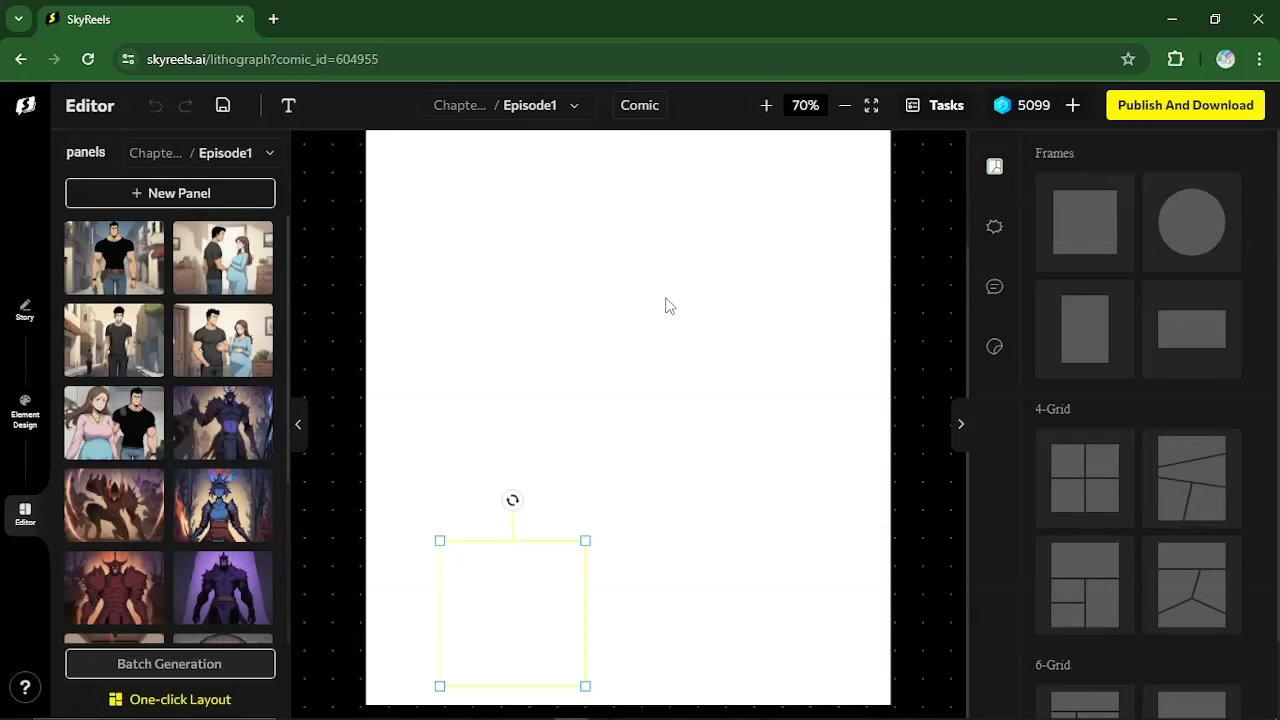 SkyReels
skyreels.ai/lithograph?comic_id=604955
Editor
T
Chapte... / Episode1
Comic
70%
Tasks
5099
Publish And Download
panels
Chapte... / Episode1
+ New Panel
Story
Element
Design
Editor
Batch Generation
One-click Layout
?
Frames
4-Grid
6-Grid